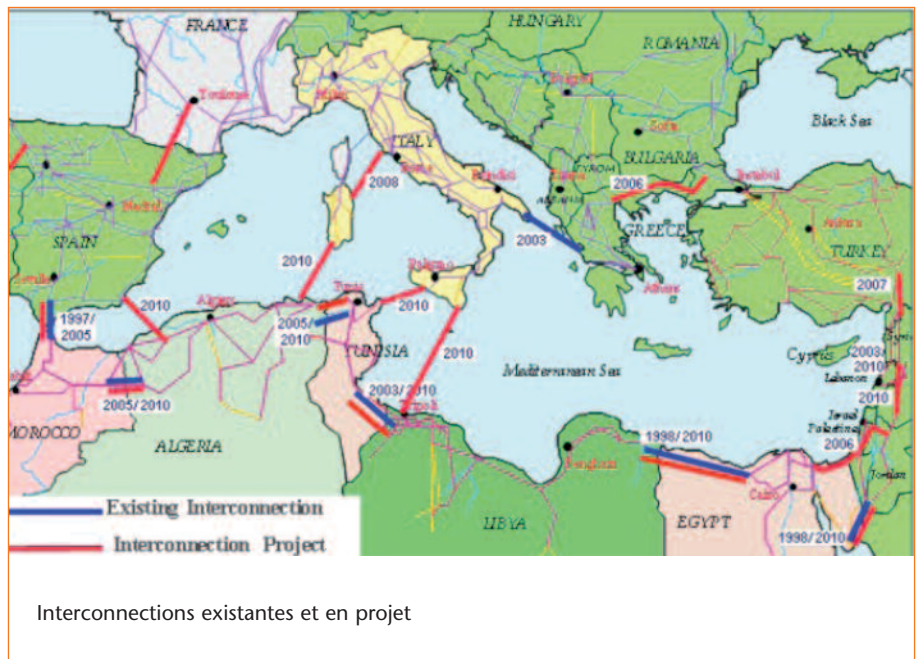 HUNGARY
FRANCE
ROMANIA
Toulouse
Black Sea
ITALY
Sofia
BULGARIA
Rome
2008
2006
Istanbul
Madrid
Ankara
SPAIN
2003
GREECE
TURKEY
2010
Palermo
Athens
2007
2010
Algiers
Tunis
2010
1997/
2005
2005/
2010
TUNISIA
2010
Cyprus
2003/
2010
Mediterranean Sea
Lebanon
2010
2003/2010
Tripoli
2005/2010
Israel
Palestine
2006
MOROCCO
ALGERIA
1998/2010
Benghazi
Jordan
Cairo
Existing Interconnection
LIBYA
EGYPT
1998/2010
Interconnection Project
Interconnections existantes et en projet